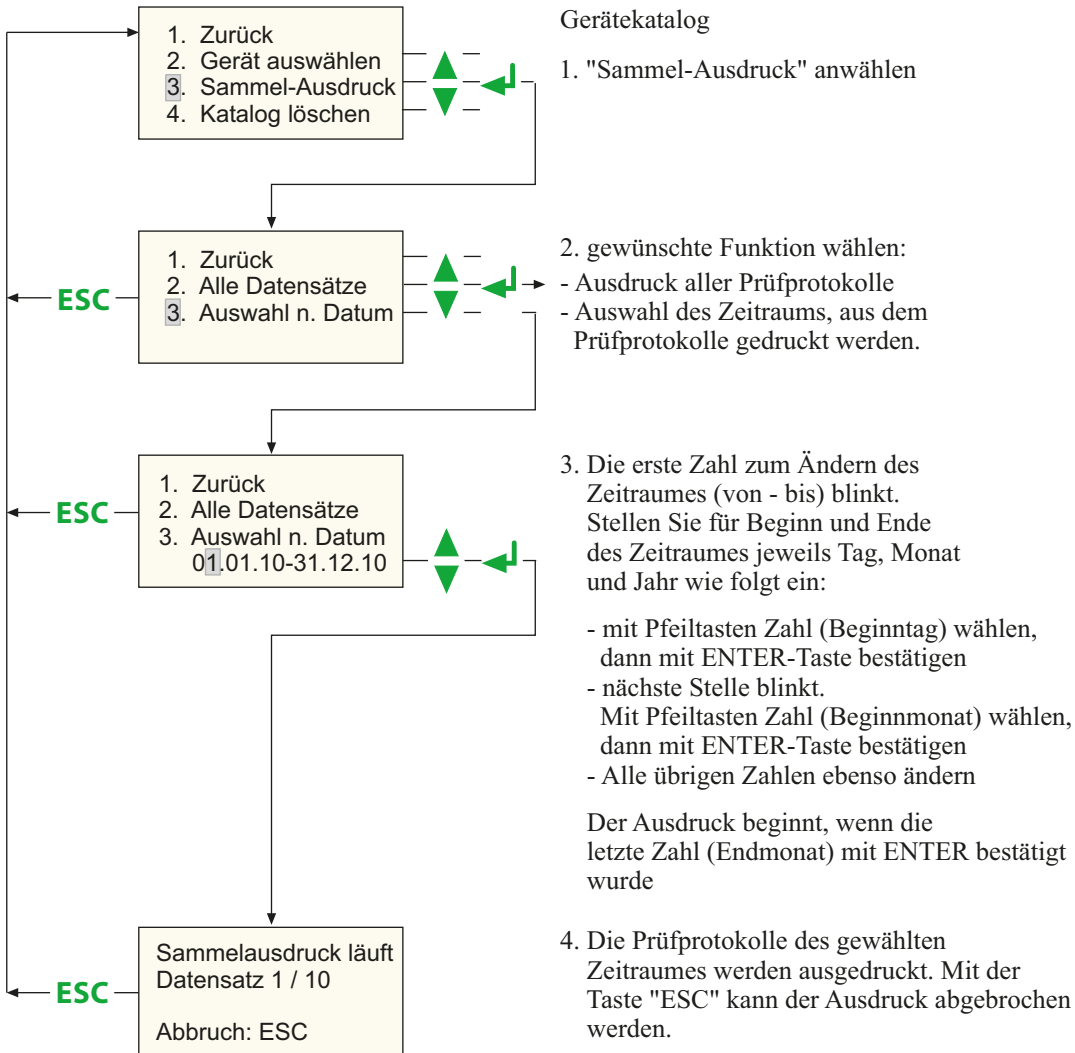 Gerätekatalog
1. Zurück
2. Gerät auswählen
3. Sammel-Ausdruck
4. Katalog löschen
1. "Sammel-Ausdruck" anwählen
1. Zurück
2. Alle Datensätze
3. Auswahl n. Datum
ESC
2. gewünschte Funktion wählen:
- Ausdruck aller Prüfprotokolle
- Auswahl des Zeitraums, aus dem
Prüfprotokolle gedruckt werden.
1. Zurück
2. Alle Datensätze
3. Auswahl n. Datum
01.01.10-31.12.10
ESC
3. Die erste Zahl zum Ändern des
Zeitraumes (von - bis) blinkt.
Stellen Sie für Beginn und Ende
des Zeitraumes jeweils Tag, Monat
und Jahr wie folgt ein:
- mit Pfeiltasten Zahl (Beginntag) wählen,
dann mit ENTER-Taste bestätigen
- nächste Stelle blinkt.
Mit Pfeiltasten Zahl (Beginnmonat) wählen,
dann mit ENTER-Taste bestätigen
- Alle übrigen Zahlen ebenso ändern
Der Ausdruck beginnt, wenn die
letzte Zahl (Endmonat) mit ENTER bestätigt
wurde
Sammelausdruck läuft
Datensatz 1 / 10
Abbruch: ESC
ESC
4. Die Prüfprotokolle des gewählten
Zeitraumes werden ausgedruckt. Mit der
Taste "ESC" kann der Ausdruck abgebrochen
werden.